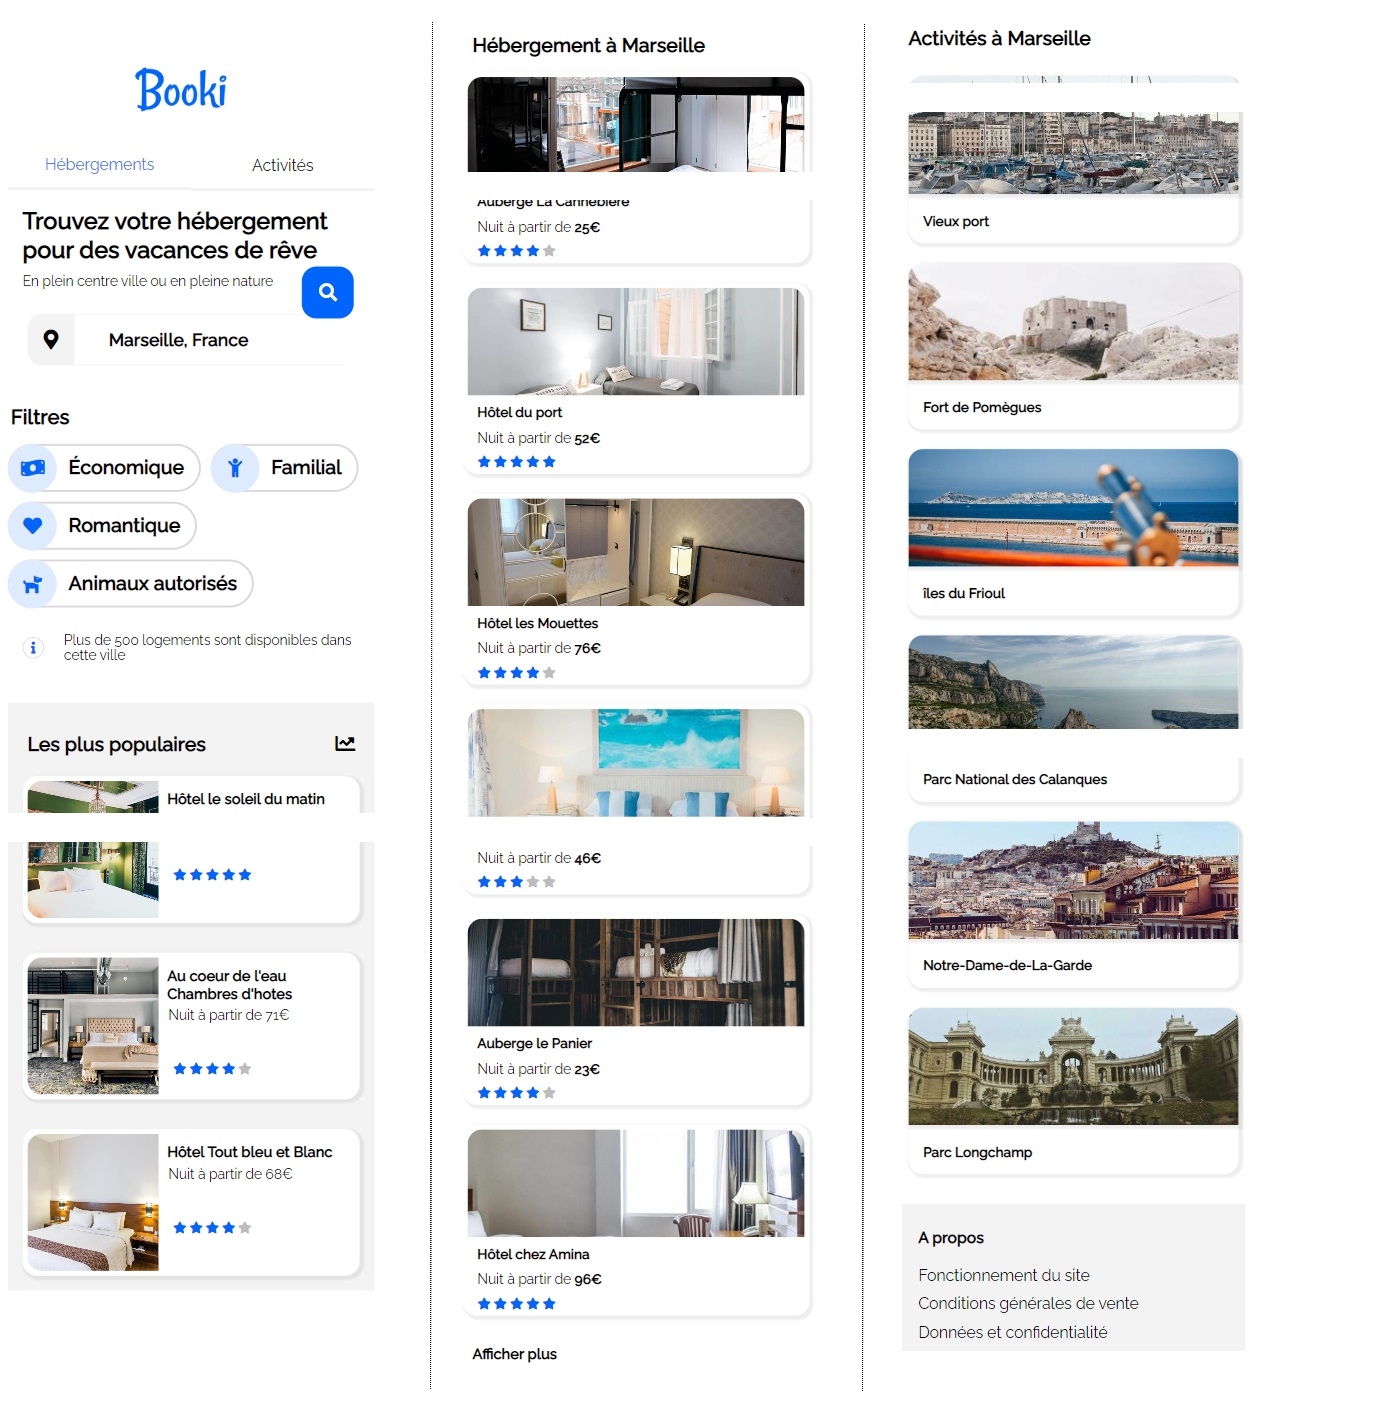 Booki
Hébergements
Activités
Trouvez votre hébergement
pour des vacances de rêve
En plein centre ville ou en pleine nature
Marseille, France
Filtres
Économique
Familial
Romantique
Animaux autorisés
Plus de 500 logements sont disponibles dans
cette ville
Les plus populaires
Hôtel le soleil du matin
Au coeur de l'eau
Chambres d'hotes
Nuit à partir de 71€
Hôtel Tout bleu et Blanc
Nuit à partir de 68€
Hébergement à Marseille
Auberge La Cannebière
Nuit à partir de 25€
Hôtel du port
Nuit à partir de 52€
Hôtel les Mouettes
Nuit à partir de 76€
Nuit à partir de 46€
Auberge le Panier
Nuit à partir de 23€
Hôtel chez Amina
Nuit à partir de 96€
Afficher plus
Activités à Marseille
Vieux port
Fort de Pomègues
îles du Frioul
Parc National des Calanques
Notre-Dame-de-La-Garde
Parc Longchamp
A propos
Fonctionnement du site
Conditions générales de vente
Données et confidentialité